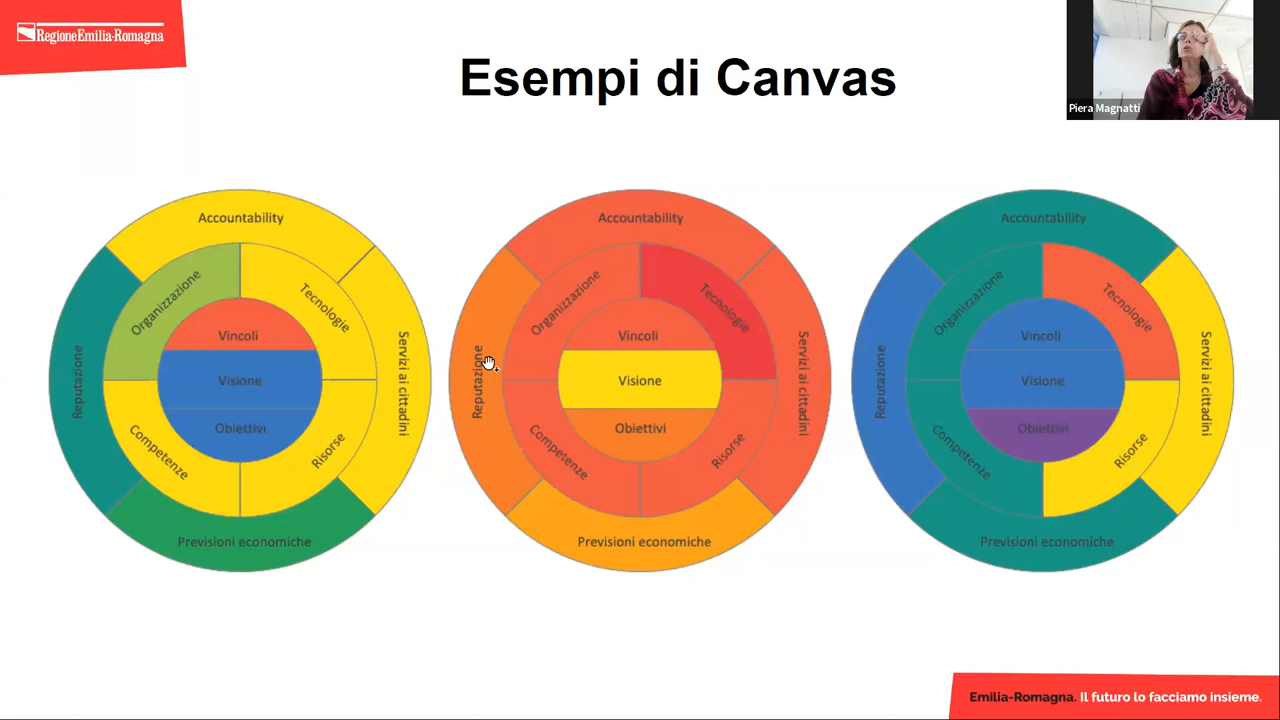 RegioneEmilia-Romagna
Esempi di Canvas
Piera Magnatti
Accountability
Organizzazione
Tecnologie
Vincoli
Reputazione
Visione
Servizi ai cittadini
Obiettivi
Competenze
Risorse
Previsioni economiche
Accountability
Organizzazione
Tecnologie
Vincoli
Reputazione
Visione
Servizi ai cittadini
Obiettivi
Competenze
Risorse
Previsioni economiche
Accountability
Organizzazione
Tecnologie
Vincoli
Reputazione
Visione
Servizi ai cittadini
Obiettivi
Competenze
Risorse
Previsioni economiche
Emilia-Romagna. Il futuro lo facciamo insieme.